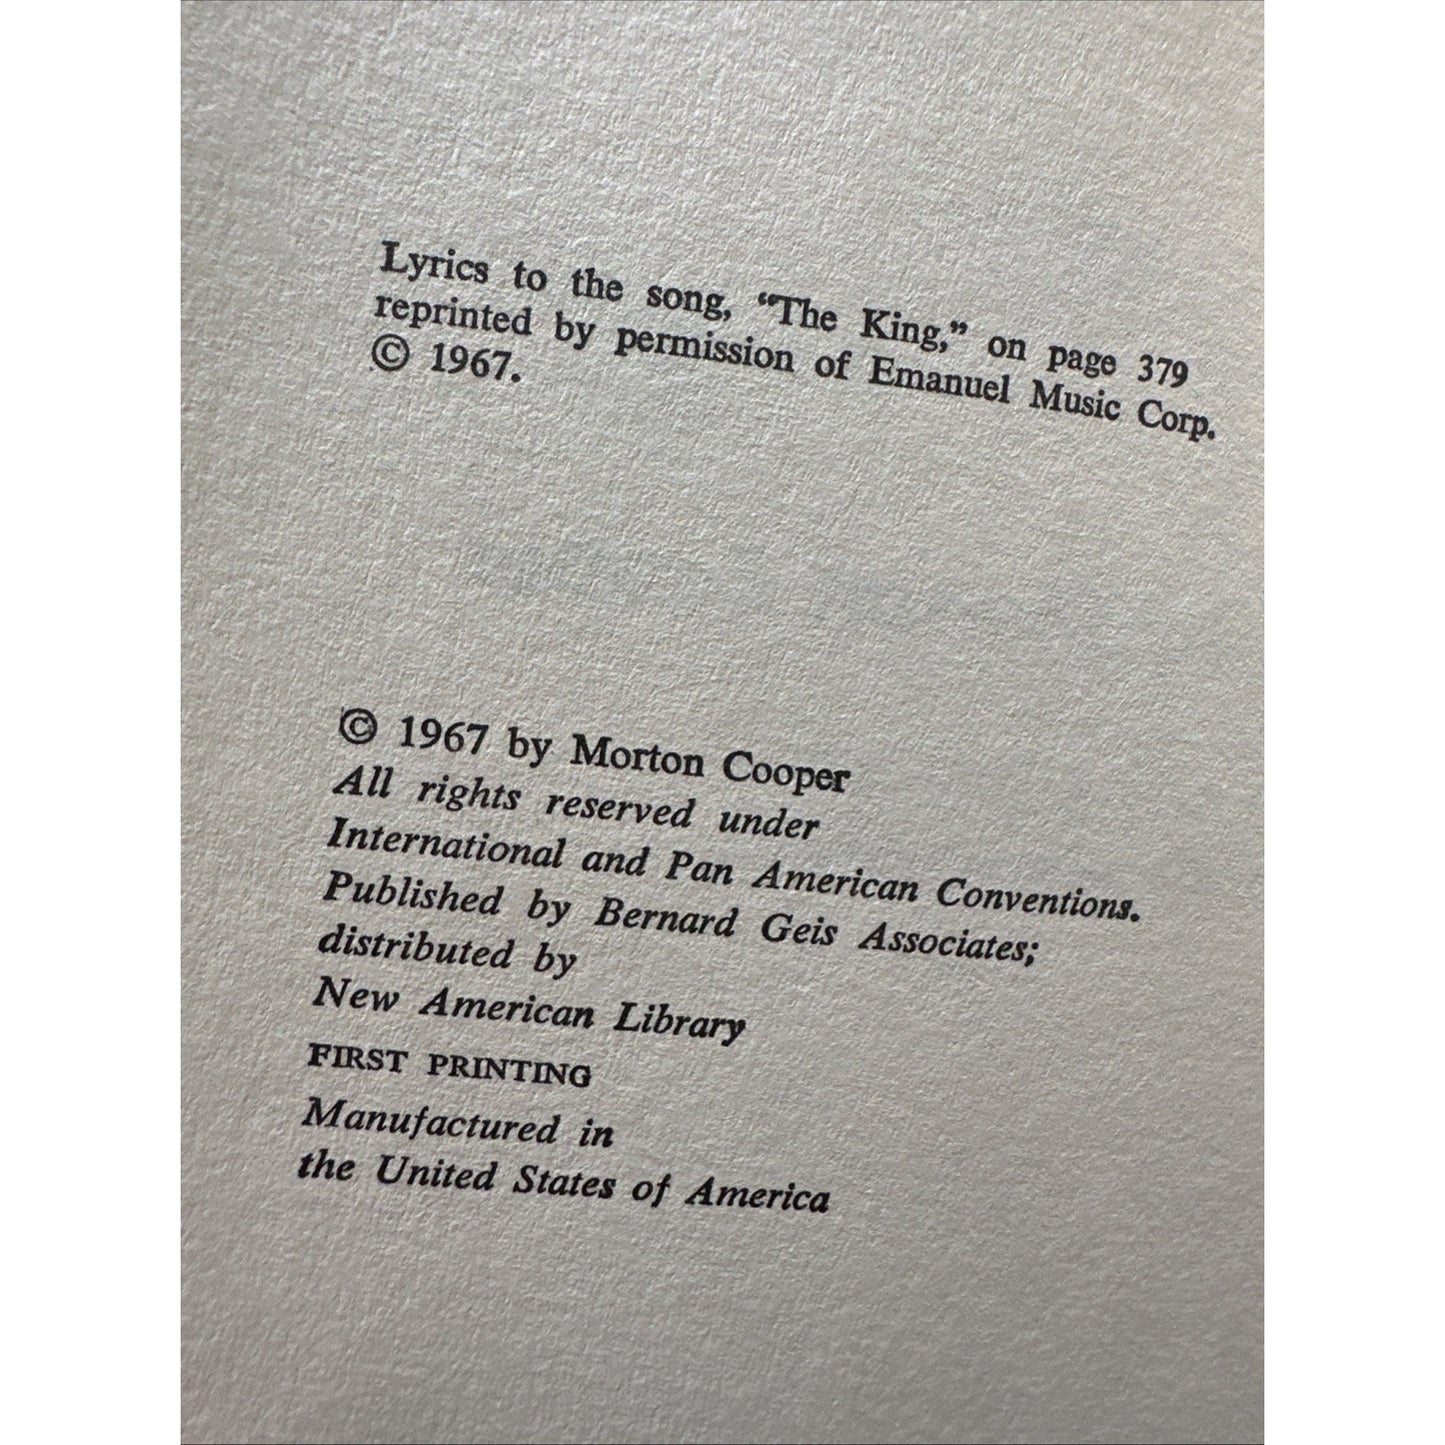 Lyrics to the song, “The King,” on page 379
reprinted by permission of Emanuel Music Corp.
© 1967.
© 1967 by Morton Cooper
All rights reserved under
International and Pan American Conventions.
Published by Bernard Geis Associates;
distributed by
New American Library
FIRST PRINTING
Manufactured in
the United States of America